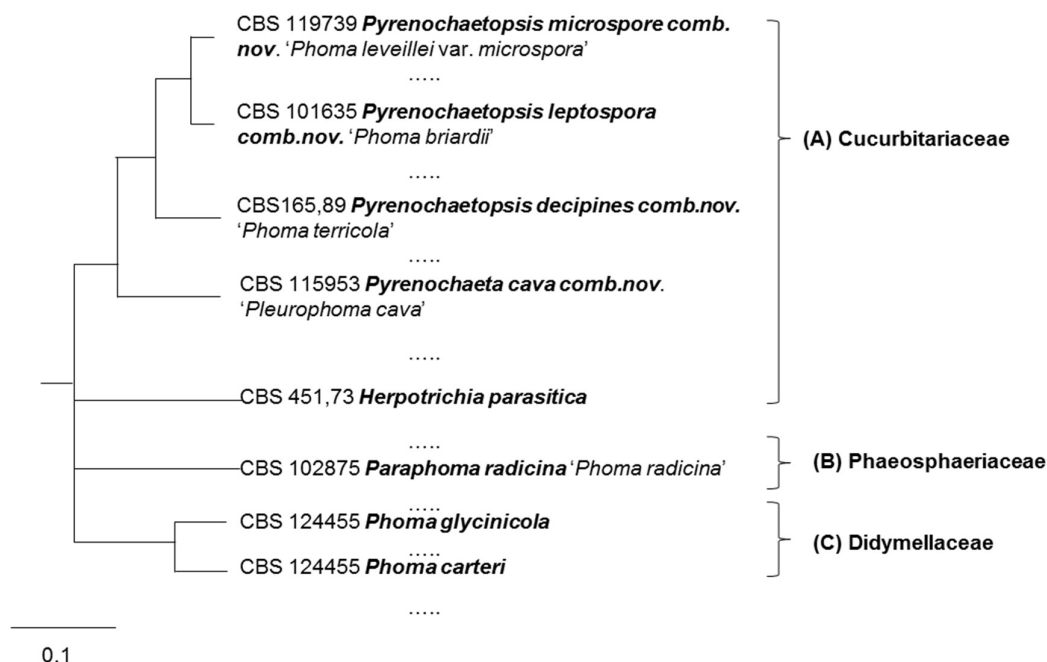 CBS 119739 Pyrenochaetopsis microspore comb.
nov. ‘Phoma leveillei var. microspora’
.....
CBS 101635 Pyrenochaetopsis leptospora
comb.nov. ‘Phoma briardii’
(A) Cucurbitariaceae
.....
CBS165,89 Pyrenochaetopsis decipines comb.nov.
‘Phoma terricola’
.....
CBS 115953 Pyrenochaeta cava comb.nov.
‘Pleurophoma cava’
.....
CBS 451,73 Herpotrichia parasitica
.....
CBS 102875 Paraphoma radicina ‘Phoma radicina’
(B) Phaeosphaeriaceae
.....
CBS 124455 Phoma glycinicola
.....
(C) Didymellaceae
CBS 124455 Phoma carteri
.....
0.1